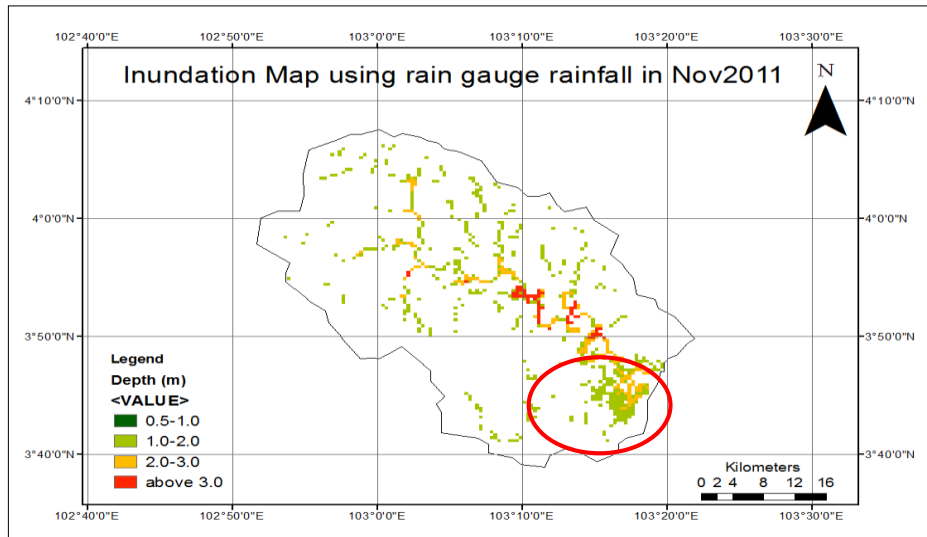 102°40'0"E 102°50'0"E 103°0'0"E 103°10'0"E 103°20'0"E 103°30'0"E
Inundation Map using rain gauge rainfall in Nov2011
N
4°10'0"N 4°10'0"N
4°0'0"N 4°0'0"N
3°50'0"N 3°50'0"N
Legend
Depth (m)
<VALUE>
0.5-1.0
1.0-2.0
2.0-3.0
above 3.0
3°40'0"N 3°40'0"N
Kilometers
0 2 4 8 12 16
102°40'0"E 102°50'0"E 103°0'0"E 103°10'0"E 103°20'0"E 103°30'0"E